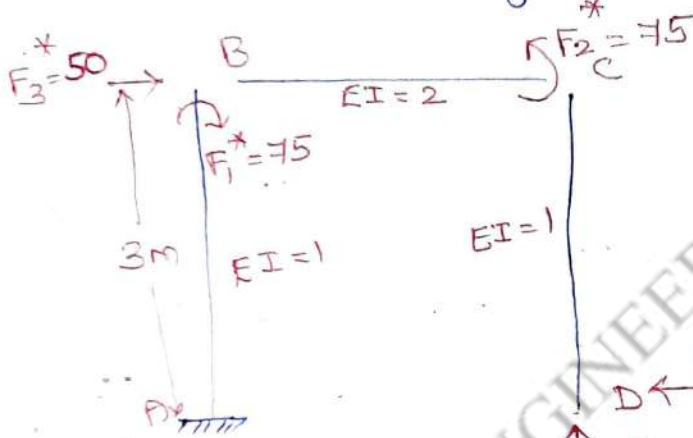 F₃* = 50
B
F₂* = 75
C
EI = 2
F₁* = 75
3m
EI = 1
EI = 1
A
D